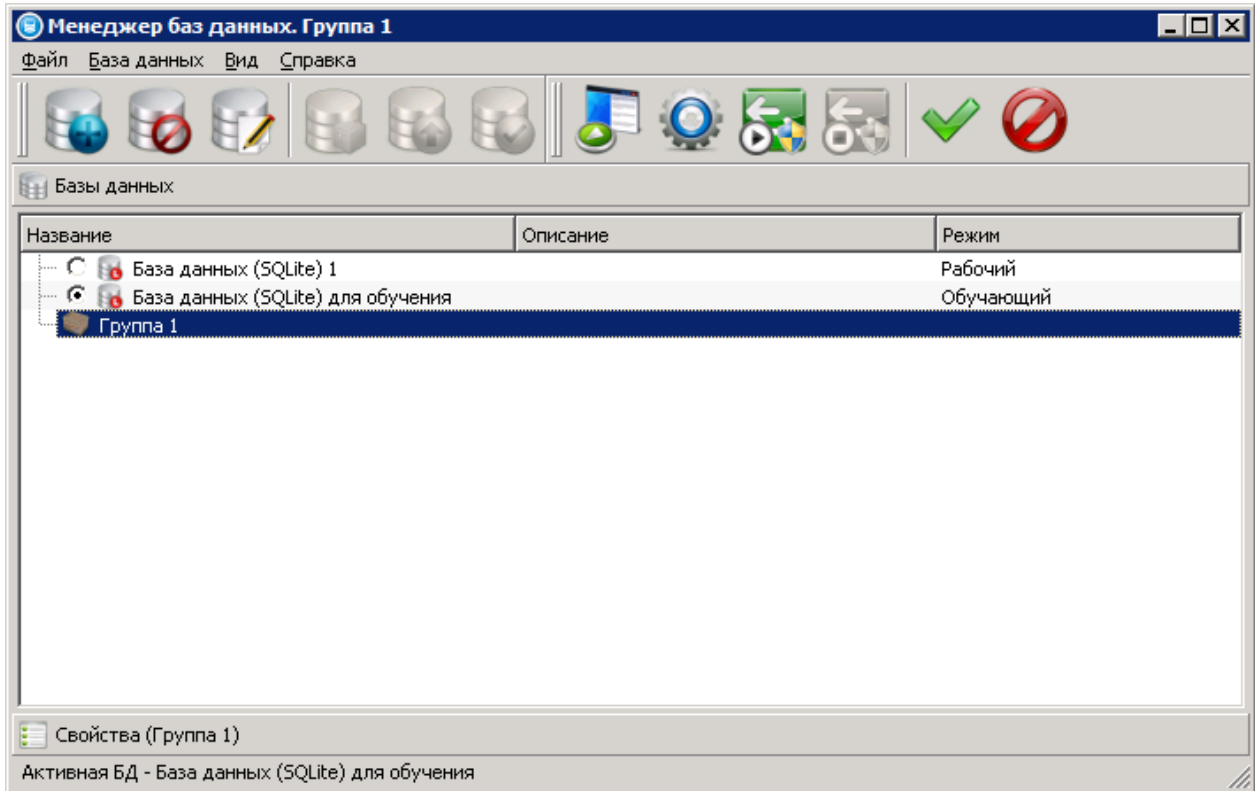 Менеджер баз данных. Группа 1
Файл База данных Вид Справка
Базы данных
Название Описание Режим
База данных (SQLite) 1 Рабочий
База данных (SQLite) для обучения Обучающий
Группа 1
Свойства (Группа 1)
Активная БД - База данных (SQLite) для обучения